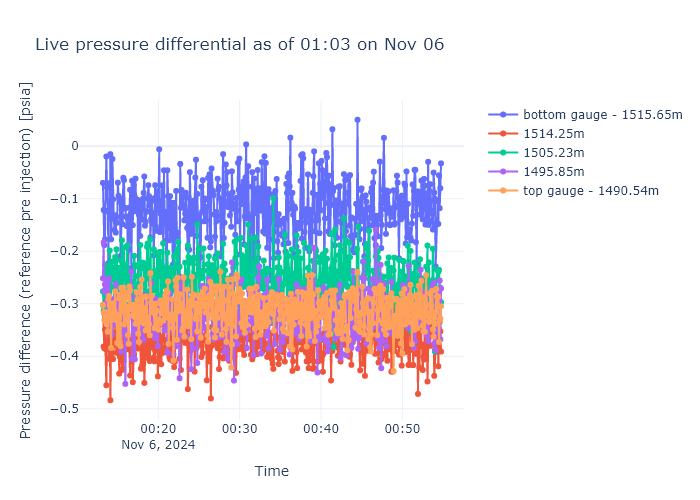 Live pressure differential as of 01:03 on Nov 06
Pressure difference (reference pre injection) [psia]
0
−0.1
−0.2
−0.3
−0.4
−0.5
00:20
00:30
00:40
00:50
Nov 6, 2024
Time
bottom gauge - 1515.65m
1514.25m
1505.23m
1495.85m
top gauge - 1490.54m